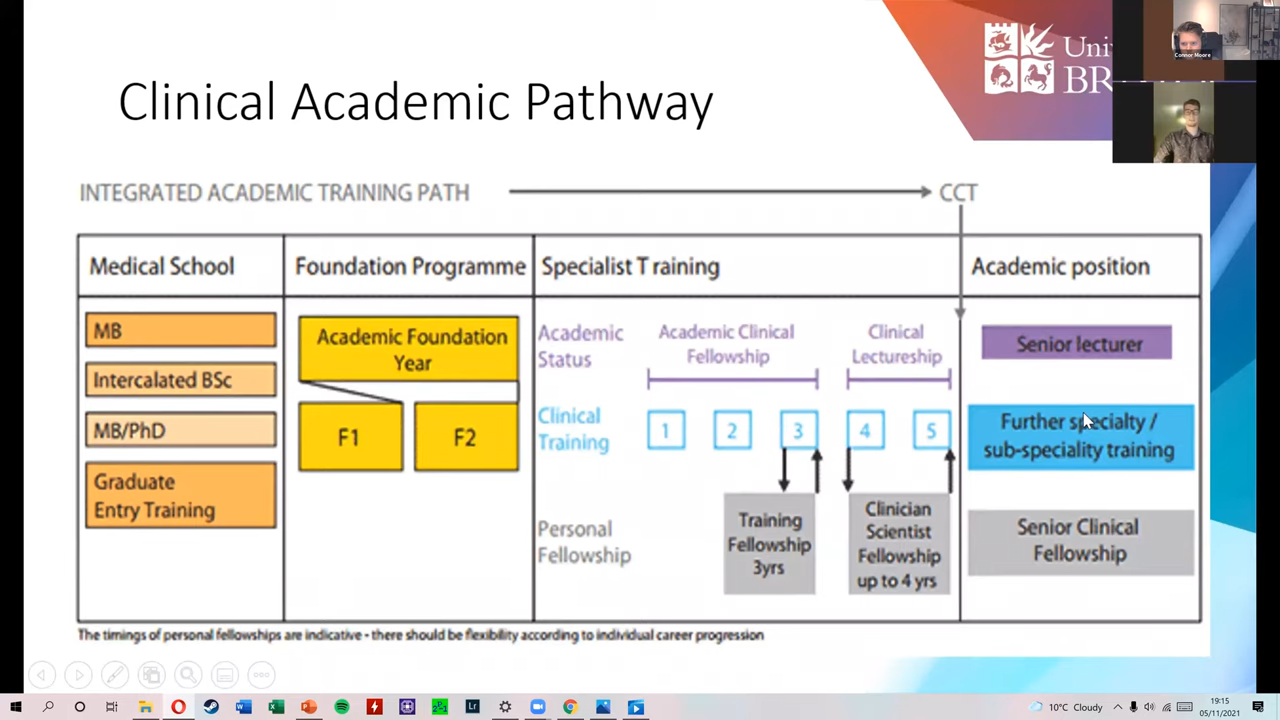 Clinical Academic Pathway
Connor Moore
INTEGRATED ACADEMIC TRAINING PATH
CCT
Medical School
Foundation Programme
Specialist Training
Academic position
MB
Intercalated BSc
MB/PhD
Graduate
Entry Training
Academic Foundation
Year
F1
F2
Academic
Status
Academic Clinical
Fellowship
Clinical
Lectureship
Clinical
Training
1
2
3
4
5
Personal
Fellowship
Training
Fellowship
3yrs
Clinician
Scientist
Fellowship
up to 4 yrs
Senior lecturer
Further specialty /
sub-speciality training
Senior Clinical
Fellowship
The timings of personal fellowships are indicative - there should be flexibility according to individual career progression
10°C Cloudy
19:15
05/11/2021